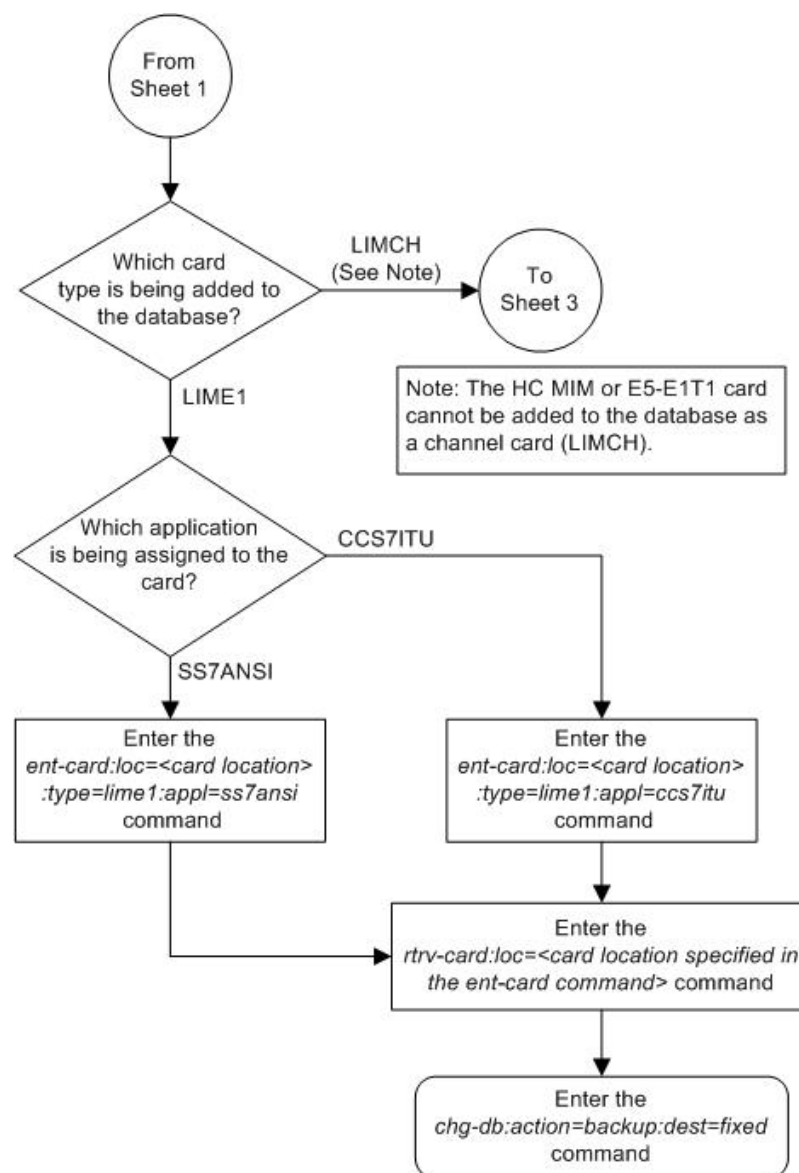 From
Sheet 1
Which card
type is being added to
the database?
LIMCH
(See Note)
To
Sheet 3
LIME1
Note: The HC MIM or E5-E1T1 card
cannot be added to the database as
a channel card (LIMCH).
Which application
is being assigned to the
card?
CCS7ITU
SS7ANSI
Enter the
ent-card:loc=<card location>
:type=lime1:appl=ss7ansi
command
Enter the
ent-card:loc=<card location>
:type=lime1:appl=ccs7itu
command
Enter the
rtrv-card:loc=<card location specified in
the ent-card command> command
Enter the
chg-db:action=backup:dest=fixed
command